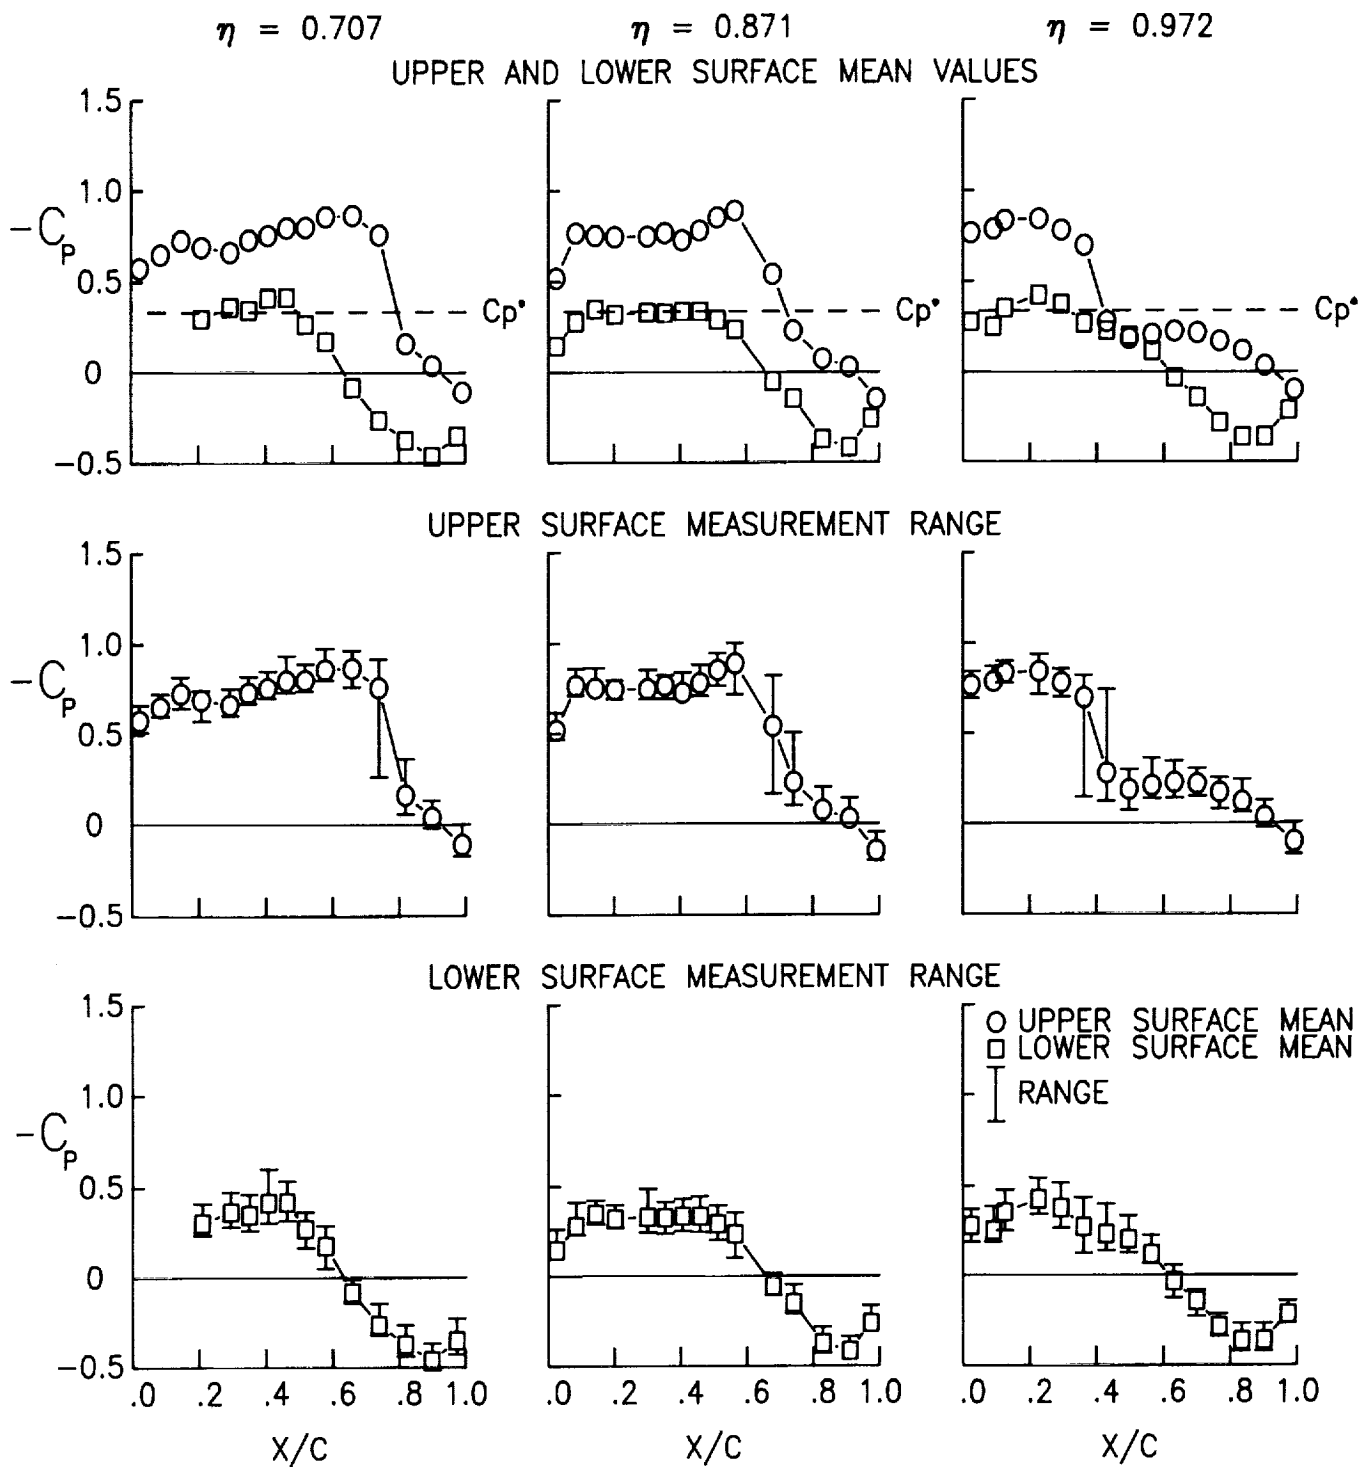 η = 0.707 η = 0.871 η = 0.972
UPPER AND LOWER SURFACE MEAN VALUES
1.5
1.0
-Cp
0.5
Cp* Cp* Cp*
0
-0.5
UPPER SURFACE MEASUREMENT RANGE
1.5
1.0
-Cp
0.5
0
-0.5
LOWER SURFACE MEASUREMENT RANGE
1.5
UPPER SURFACE MEAN
LOWER SURFACE MEAN
RANGE
1.0
-Cp
0.5
0
-0.5
.0 .2 .4 .6 .8 1.0 .0 .2 .4 .6 .8 1.0 .0 .2 .4 .6 .8 1.0
X/C X/C X/C